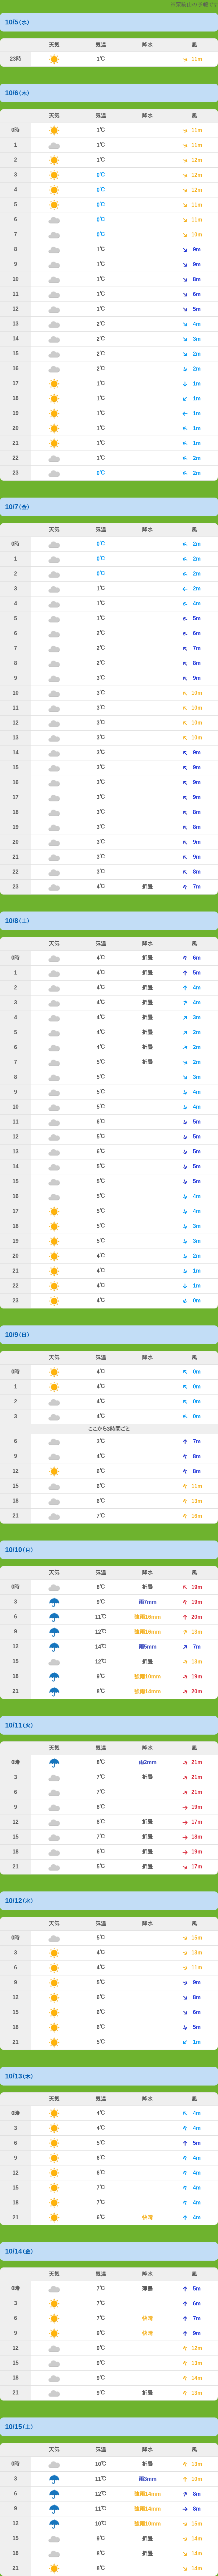 10/5(水)
天気 気温 降水 風
23時 1℃ 11m
10/6(木)
天気 気温 降水 風
0時 1℃ 11m
1 1℃ 11m
2 1℃ 12m
3 0℃ 12m
4 0℃ 12m
5 0℃ 11m
6 0℃ 11m
7 0℃ 10m
8 1℃ 9m
9 1℃ 9m
10 1℃ 8m
11 1℃ 6m
12 1℃ 5m
13 2℃ 4m
14 2℃ 3m
15 2℃ 2m
16 2℃ 2m
17 1℃ 1m
18 1℃ 1m
19 1℃ 1m
20 1℃ 1m
21 1℃ 1m
22 1℃ 2m
23 0℃ 2m
10/7(金)
天気 気温 降水 風
0時 0℃ 2m
1 0℃ 2m
2 0℃ 2m
3 1℃ 2m
4 1℃ 4m
5 1℃ 5m
6 2℃ 6m
7 2℃ 7m
8 2℃ 8m
9 3℃ 9m
10 3℃ 10m
11 3℃ 10m
12 3℃ 10m
13 3℃ 10m
14 3℃ 9m
15 3℃ 9m
16 3℃ 9m
17 3℃ 9m
18 3℃ 8m
19 3℃ 8m
20 3℃ 9m
21 3℃ 9m
22 3℃ 8m
23 4℃ 折曇 7m
10/8(土)
天気 気温 降水 風
0時 4℃ 折曇 6m
1 4℃ 折曇 5m
2 4℃ 折曇 4m
3 4℃ 折曇 4m
4 4℃ 折曇 3m
5 4℃ 折曇 2m
6 4℃ 折曇 2m
7 5℃ 折曇 2m
8 5℃ 3m
9 5℃ 4m
10 5℃ 4m
11 6℃ 5m
12 5℃ 5m
13 6℃ 5m
14 5℃ 5m
15 5℃ 5m
16 5℃ 4m
17 5℃ 4m
18 5℃ 3m
19 5℃ 3m
20 4℃ 2m
21 4℃ 1m
22 4℃ 1m
23 4℃ 0m
10/9(日)
天気 気温 降水 風
0時 4℃ 0m
1 4℃ 0m
2 4℃ 0m
3 4℃ 0m
ここから3時間ごと
6 3℃ 7m
9 4℃ 8m
12 6℃ 8m
15 6℃ 11m
18 6℃ 13m
21 7℃ 16m
10/10(月)
天気 気温 降水 風
0時 8℃ 折曇 19m
3 9℃ 雨7mm 19m
6 11℃ 強雨16mm 20m
9 12℃ 強雨16mm 13m
12 14℃ 雨5mm 7m
15 12℃ 折曇 13m
18 9℃ 強雨10mm 19m
21 8℃ 強雨14mm 20m
10/11(火)
天気 気温 降水 風
0時 8℃ 雨2mm 21m
3 7℃ 折曇 21m
6 7℃ 21m
9 8℃ 19m
12 8℃ 折曇 17m
15 7℃ 折曇 18m
18 6℃ 折曇 19m
21 5℃ 折曇 17m
10/12(水)
天気 気温 降水 風
0時 5℃ 15m
3 4℃ 13m
6 4℃ 11m
9 5℃ 9m
12 6℃ 8m
15 6℃ 6m
18 6℃ 5m
21 5℃ 1m
10/13(木)
天気 気温 降水 風
0時 4℃ 4m
3 4℃ 4m
6 5℃ 5m
9 6℃ 4m
12 6℃ 4m
15 7℃ 4m
18 7℃ 4m
21 6℃ 快晴 4m
10/14(金)
天気 気温 降水 風
0時 7℃ 薄曇 5m
3 7℃ 6m
6 7℃ 快晴 7m
9 9℃ 快晴 9m
12 9℃ 12m
15 9℃ 13m
18 9℃ 14m
21 9℃ 折曇 13m
10/15(土)
天気 気温 降水 風
0時 10℃ 折曇 13m
3 11℃ 雨3mm 10m
6 12℃ 強雨14mm 8m
9 11℃ 強雨14mm 8m
12 10℃ 強雨10mm 15m
15 9℃ 折曇 14m
18 8℃ 折曇 14m
21 8℃ 14m